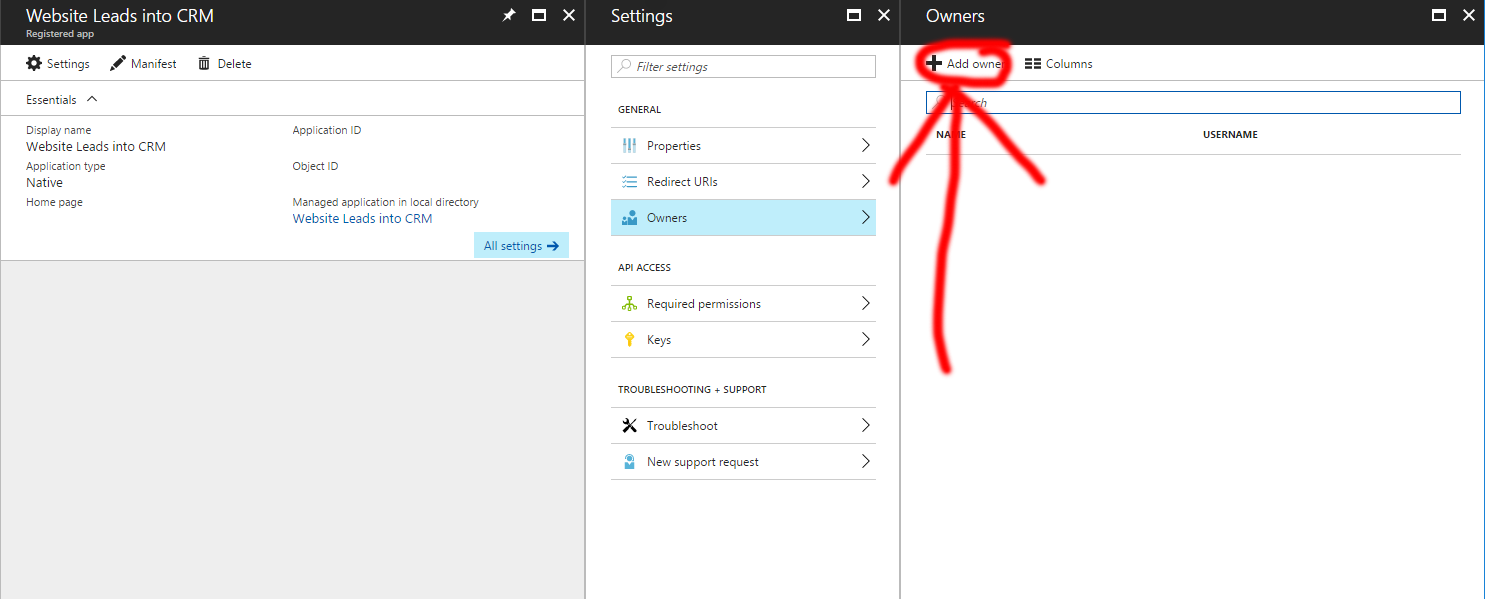 Website Leads into CRM
Registered app
Settings
Manifest
Delete
Essentials
Display name
Website Leads into CRM
Application type
Native
Home page
Application ID
Object ID
Managed application in local directory
Website Leads into CRM
All settings
Settings
Filter settings
GENERAL
Properties
Redirect URIs
Owners
API ACCESS
Required permissions
Keys
TROUBLESHOOTING + SUPPORT
Troubleshoot
New support request
Owners
Add owner
Columns
Search
NAME
USERNAME